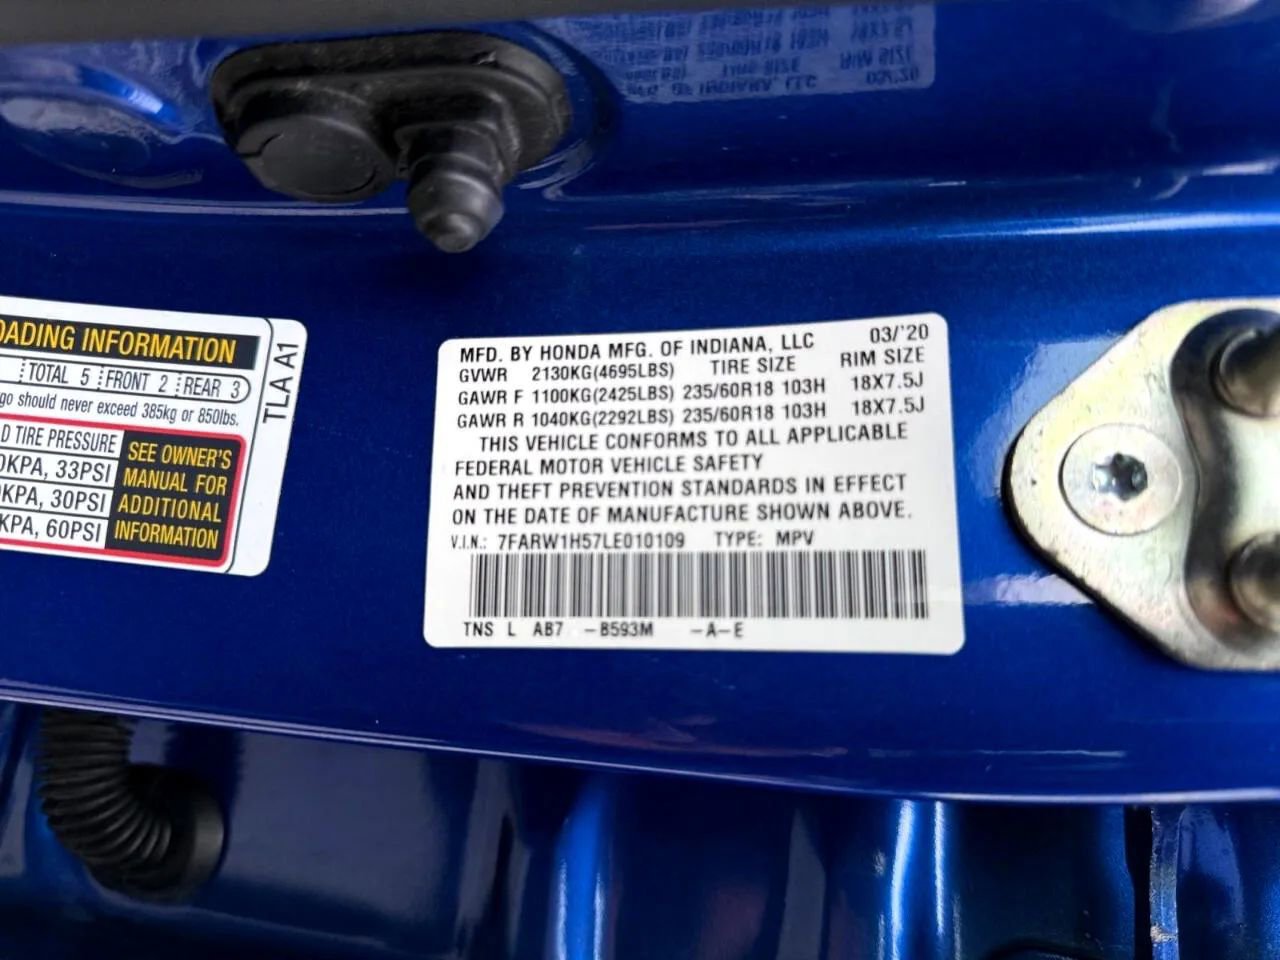 OADING INFORMATION
TOTAL 5 FRONT 2 REAR 3
go should never exceed 385kg or 850lbs.
D TIRE PRESSURE
0KPA, 33PSI
0KPA, 30PSI
KPA, 60PSI
SEE OWNER'S
MANUAL FOR
ADDITIONAL
INFORMATION
TLA A1
MFD. BY HONDA MFG. OF INDIANA, LLC 03/'20
GVWR 2130KG(4695LBS) TIRE SIZE RIM SIZE
GAWR F 1100KG(2425LBS) 235/60R18 103H 18X7.5J
GAWR R 1040KG(2292LBS) 235/60R18 103H 18X7.5J
THIS VEHICLE CONFORMS TO ALL APPLICABLE
FEDERAL MOTOR VEHICLE SAFETY
AND THEFT PREVENTION STANDARDS IN EFFECT
ON THE DATE OF MANUFACTURE SHOWN ABOVE.
V.I.N.: 7FARW1H57LE010109 TYPE: MPV
TNS L AB7 -B593M -A-E